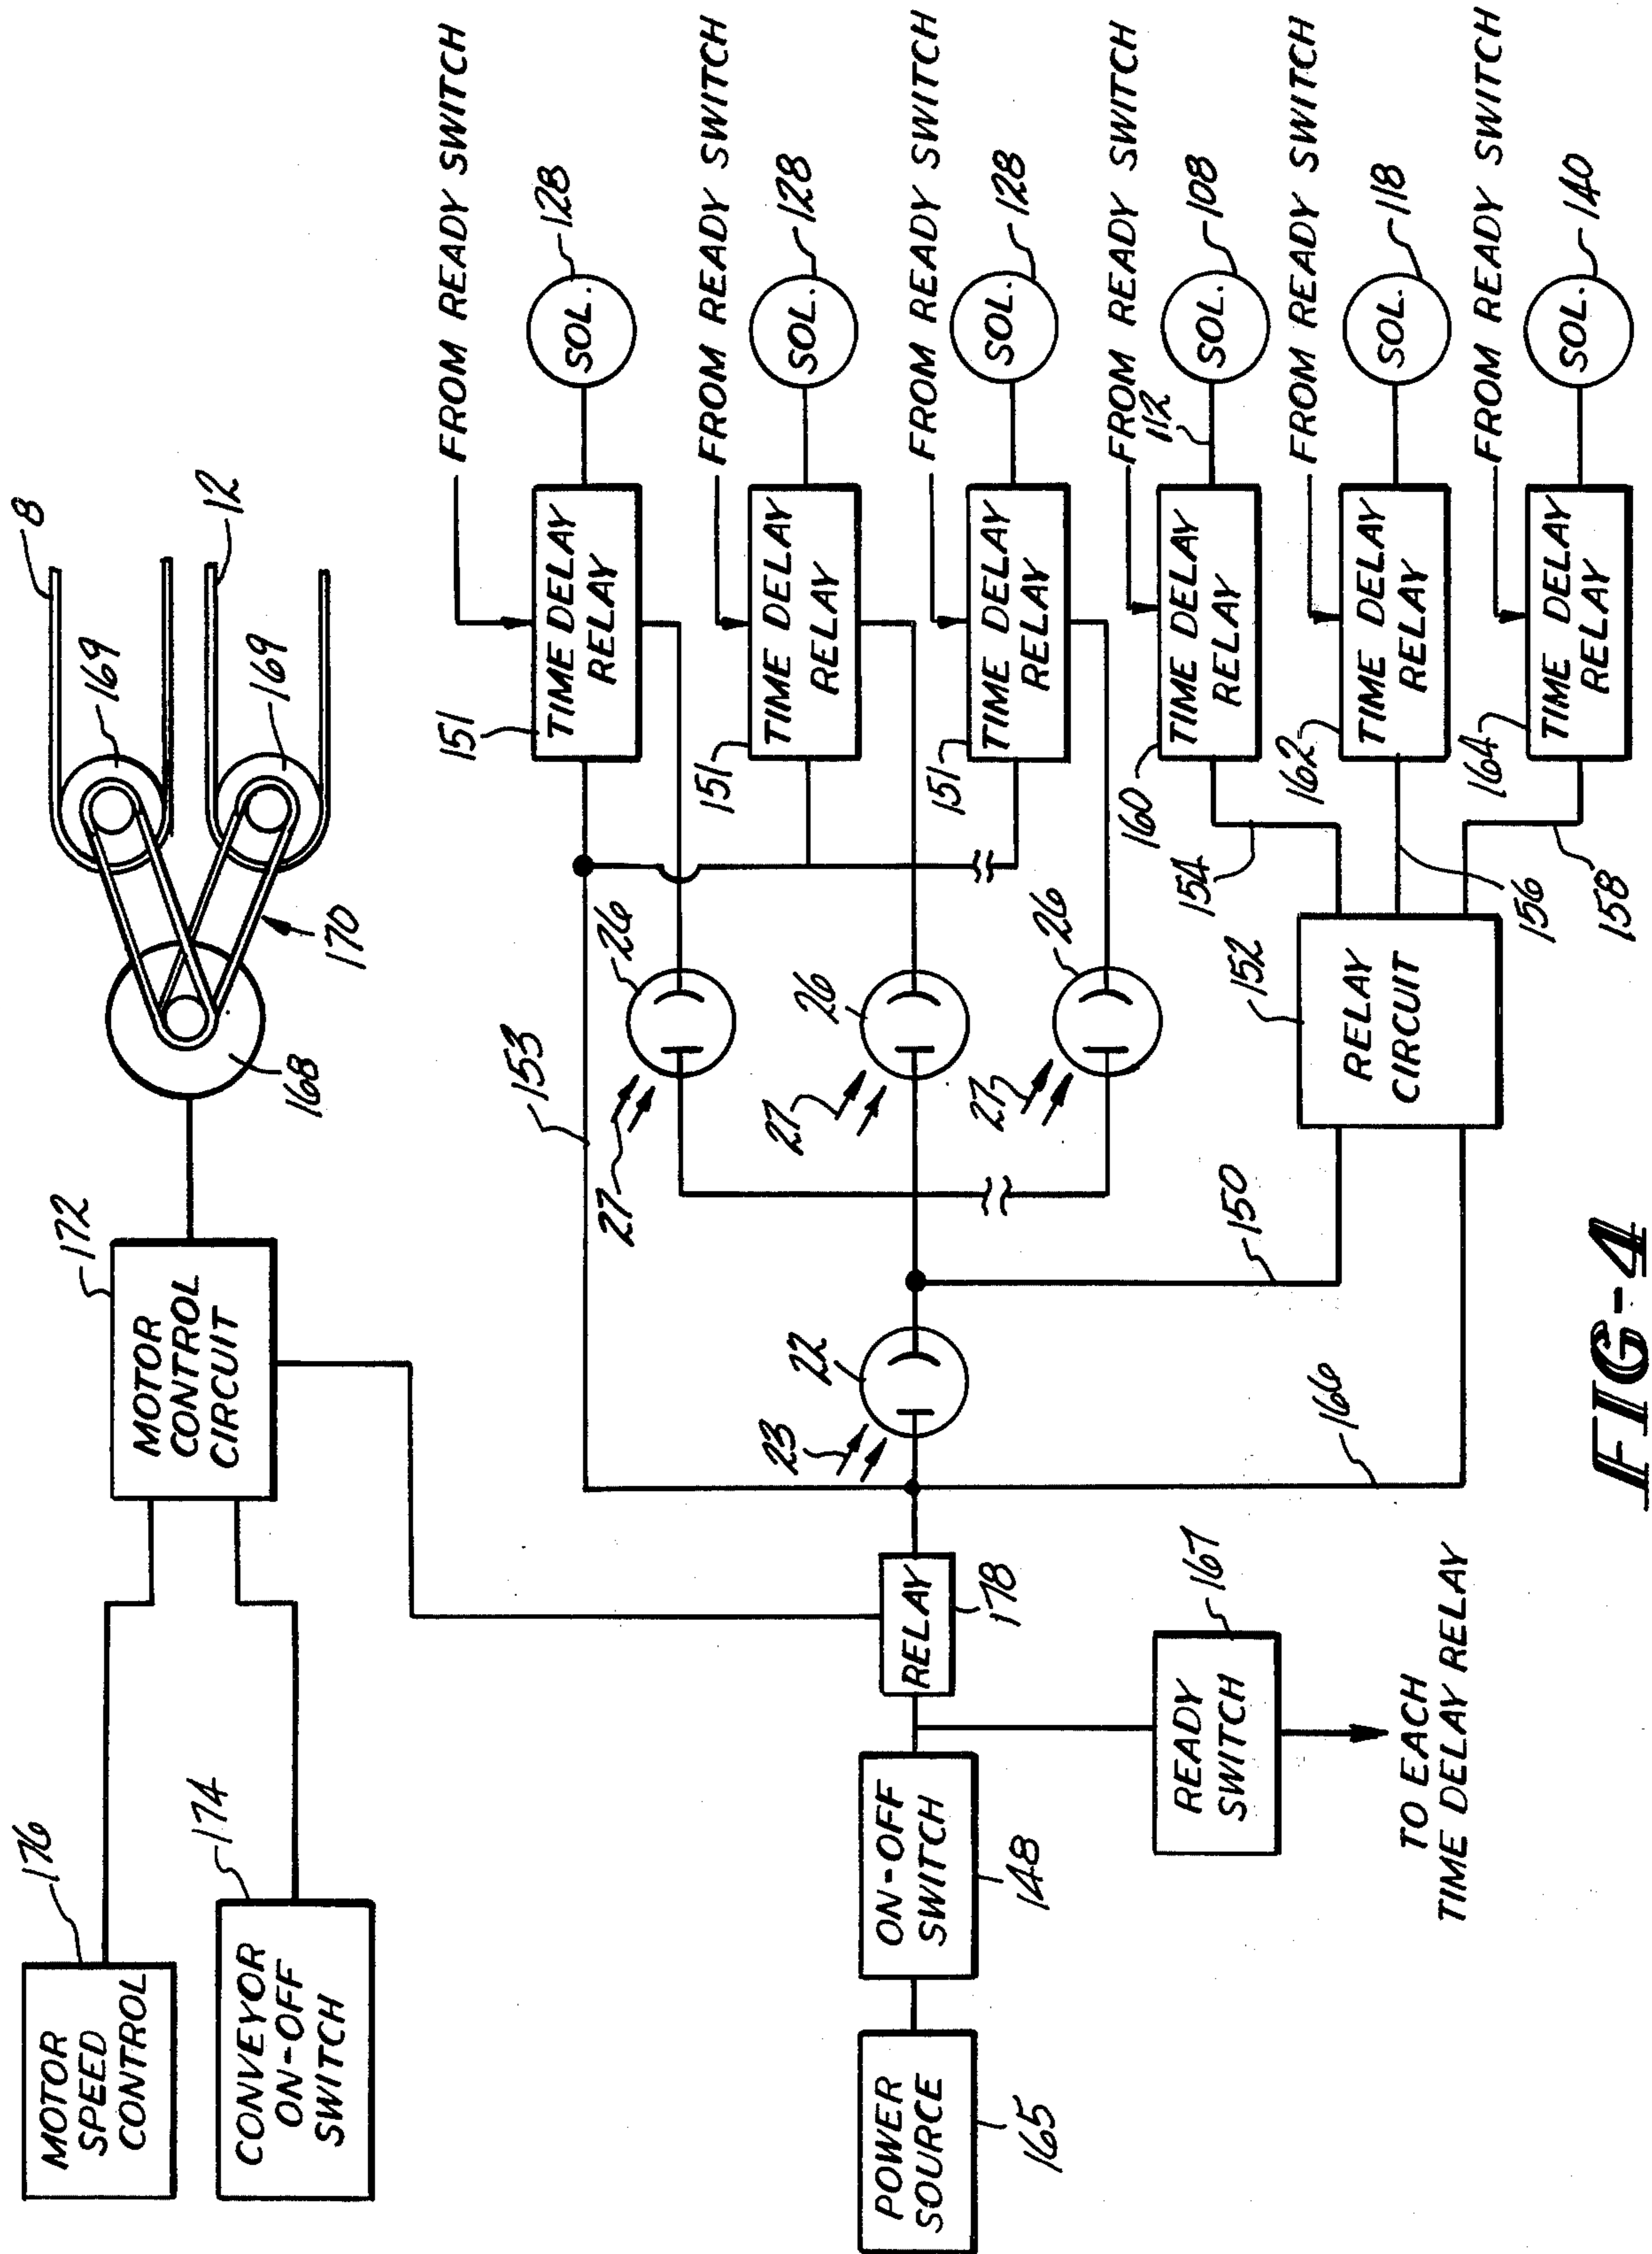 MOTOR
SPEED
CONTROL
176
CONVEYOR
ON-OFF
SWITCH
174
MOTOR
CONTROL
CIRCUIT
172
168
170
169
169
8
12
POWER
SOURCE
165
ON-OFF
SWITCH
148
READY
SWITCH
167
TO EACH
TIME DELAY RELAY
RELAY
178
23
22
153
166
150
27
26
27
26
27
26
RELAY
CIRCUIT
152
154
156
158
151
TIME DELAY
RELAY
FROM READY SWITCH
SOL.
128
151
TIME DELAY
RELAY
FROM READY SWITCH
SOL.
128
151
TIME DELAY
RELAY
FROM READY SWITCH
SOL.
128
160
TIME DELAY
RELAY
FROM READY SWITCH
112
SOL.
108
162
TIME DELAY
RELAY
FROM READY SWITCH
SOL.
118
164
TIME DELAY
RELAY
FROM READY SWITCH
SOL.
140
FIG-4